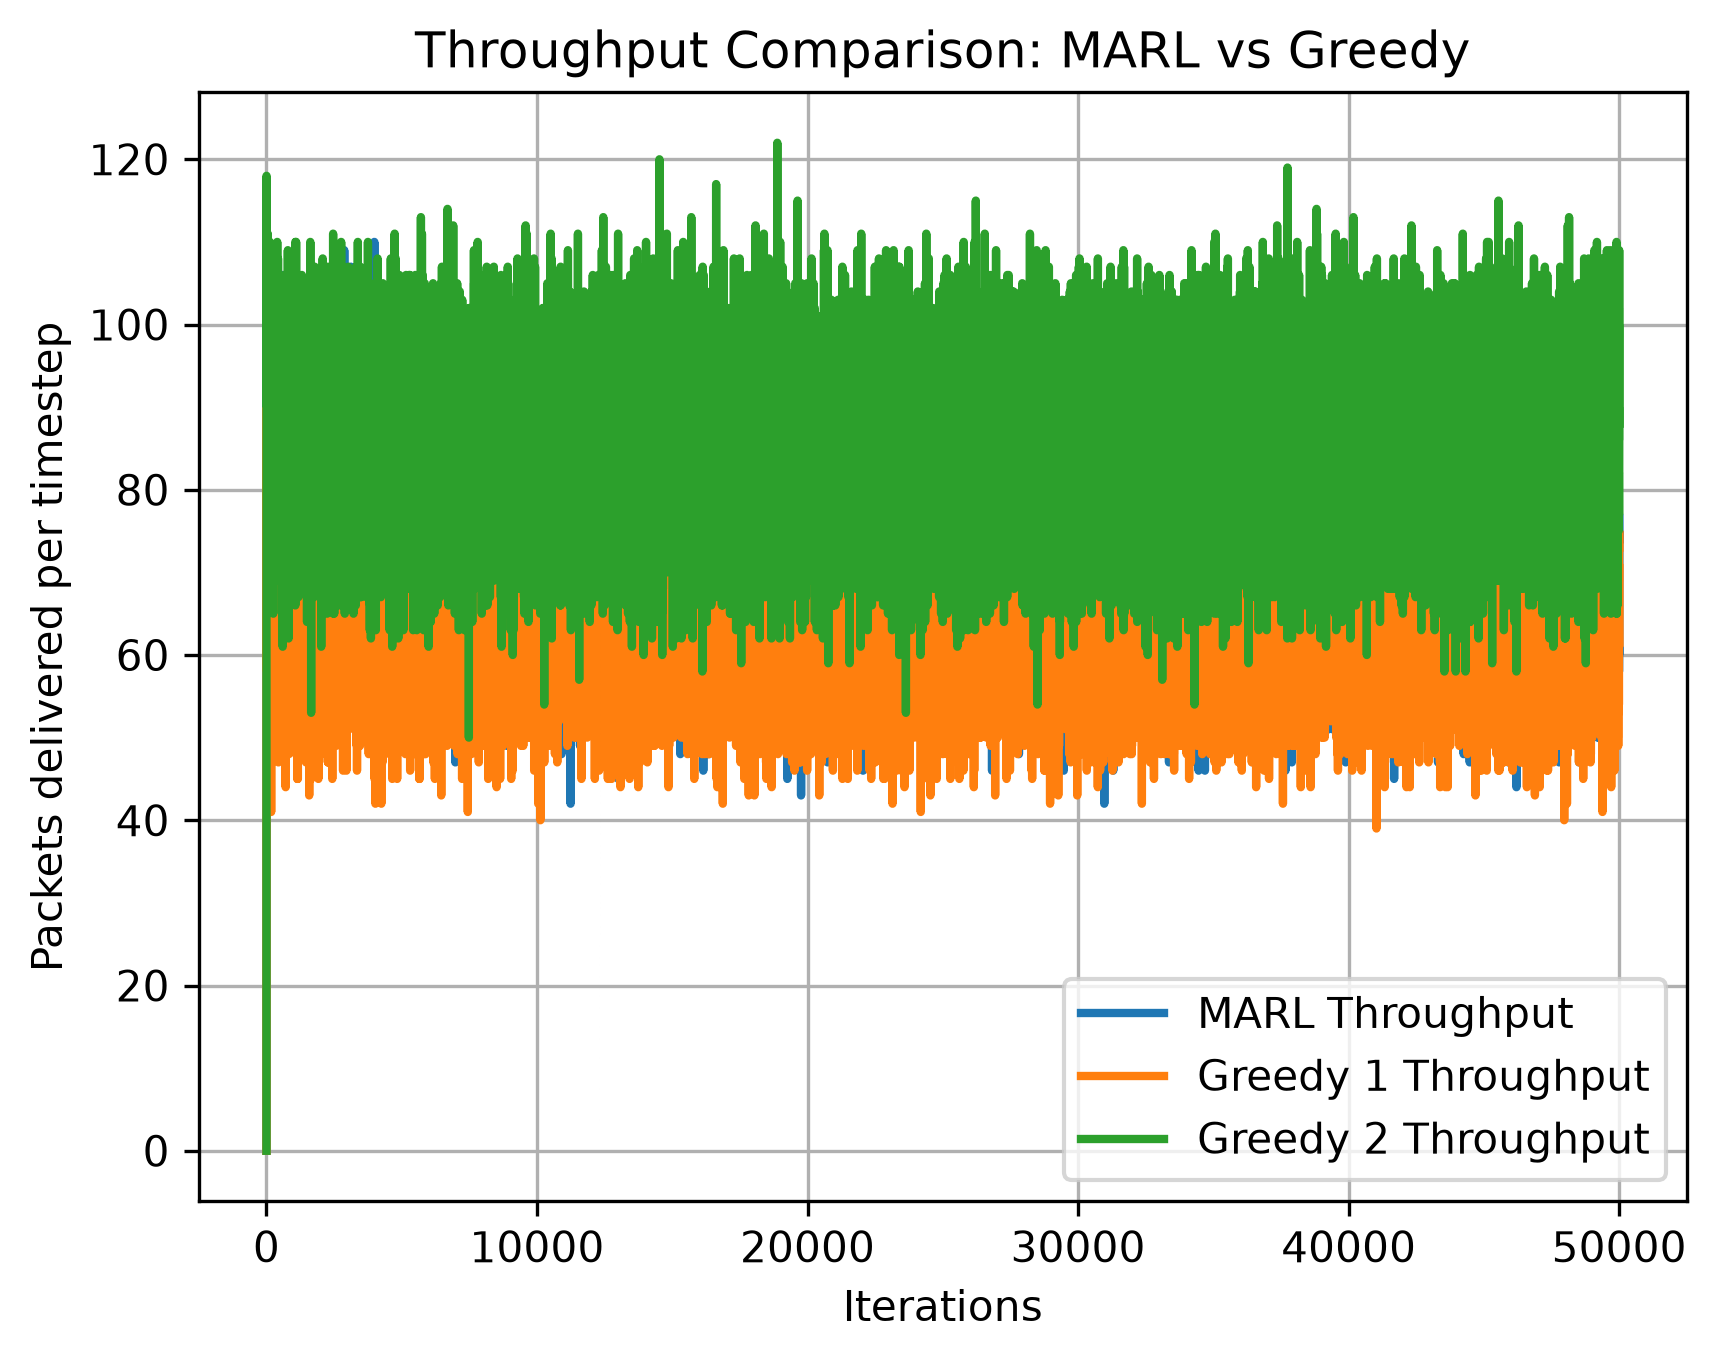 Throughput Comparison: MARL vs Greedy
Packets delivered per timestep
120
100
80
60
40
20
0
MARL Throughput
Greedy 1 Throughput
Greedy 2 Throughput
0 10000 20000 30000 40000 50000
Iterations